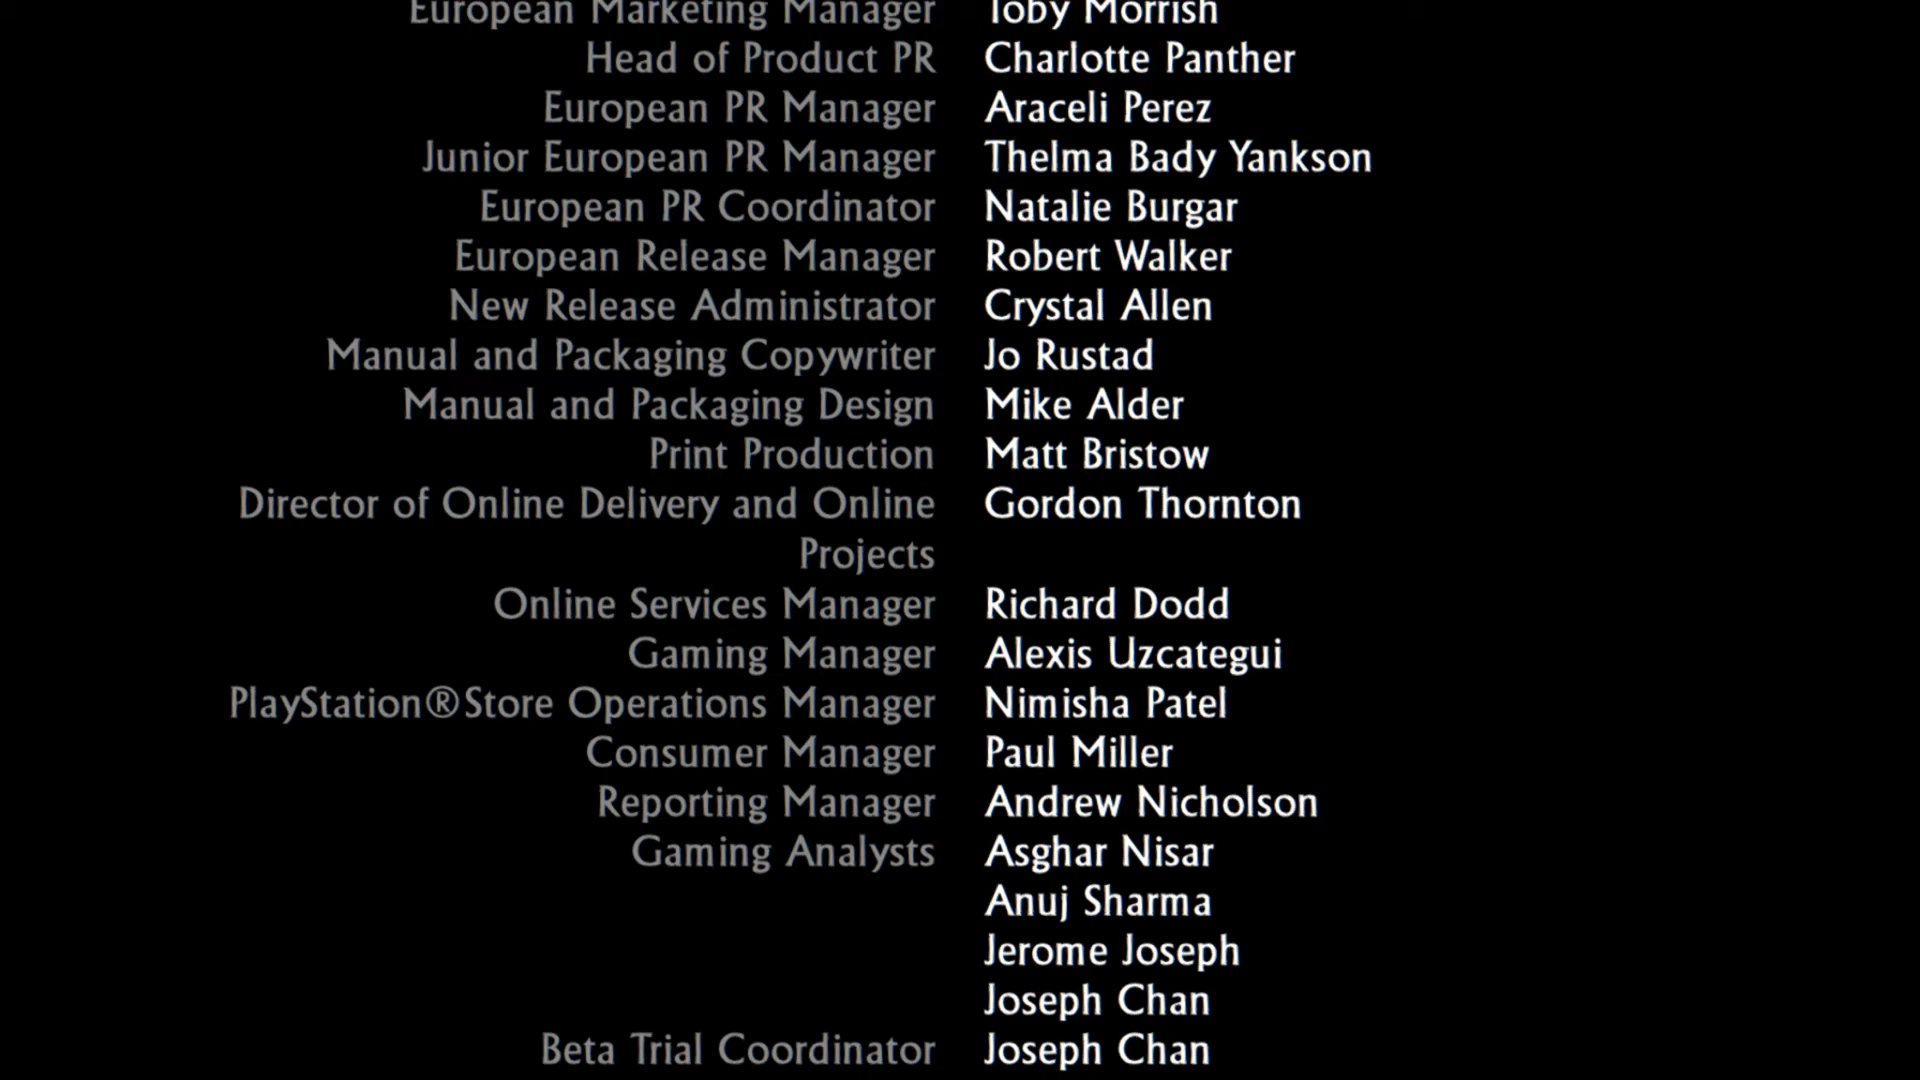 European Marketing Manager Toby Morrish
Head of Product PR Charlotte Panther
European PR Manager Araceli Perez
Junior European PR Manager Thelma Bady Yankson
European PR Coordinator Natalie Burgar
European Release Manager Robert Walker
New Release Administrator Crystal Allen
Manual and Packaging Copywriter Jo Rustad
Manual and Packaging Design Mike Alder
Print Production Matt Bristow
Director of Online Delivery and Online Gordon Thornton
Projects
Online Services Manager Richard Dodd
Gaming Manager Alexis Uzcategui
PlayStation®Store Operations Manager Nimisha Patel
Consumer Manager Paul Miller
Reporting Manager Andrew Nicholson
Gaming Analysts Asghar Nisar
Anuj Sharma
Jerome Joseph
Joseph Chan
Beta Trial Coordinator Joseph Chan